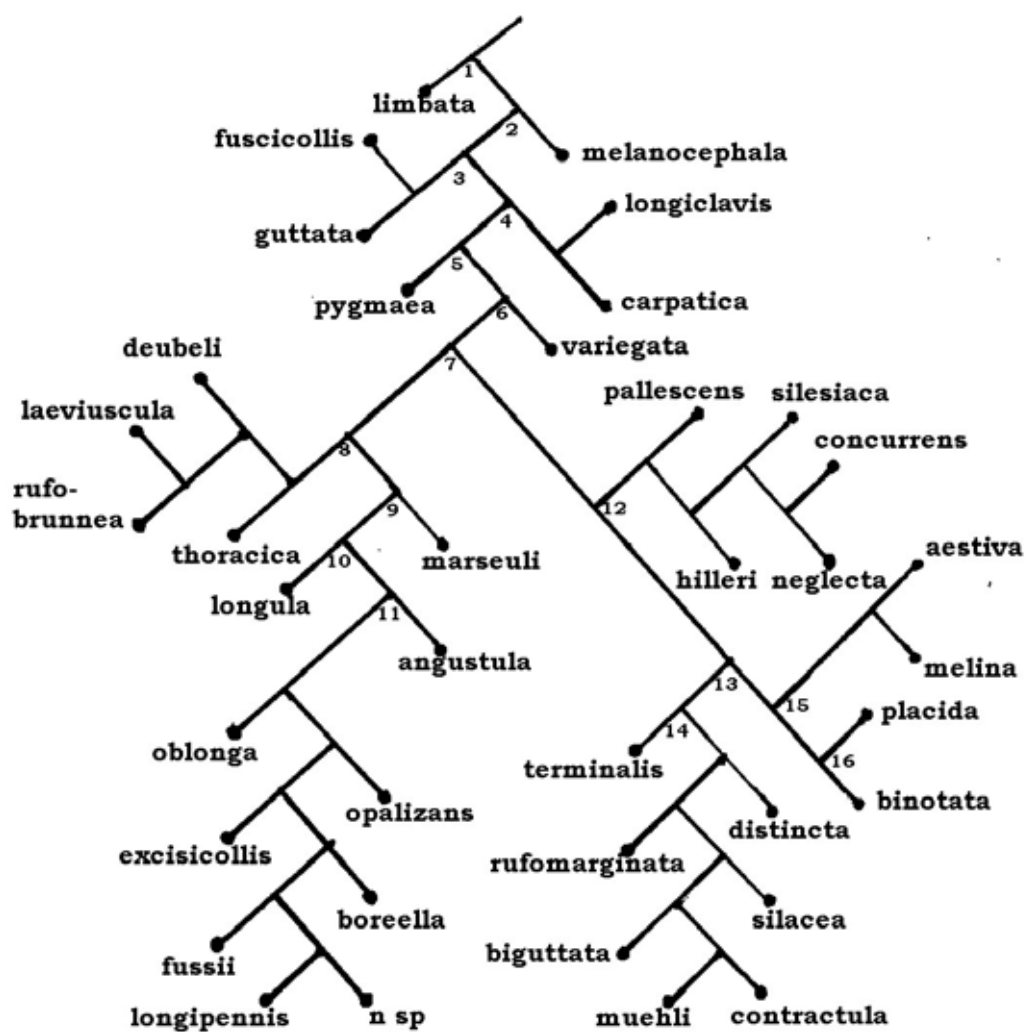 1
limbata
fuscicollis
2
melanocephala
3
longiclavis
guttata
4
5
pygmaea
carpatica
6
variegata
deubeli
7
pallescens
silesiaca
laeviuscula
concurrens
8
rufo-
brunnea
9
12
thoracica
marseuli
aestiva
10
hilleri
neglecta
longula
11
angustula
melina
13
15
placida
14
oblonga
terminalis
16
binotata
opalizans
distincta
excisicollis
rufomarginata
boreella
silacea
biguttata
fussii
longipennis
n sp
muehli
contractula